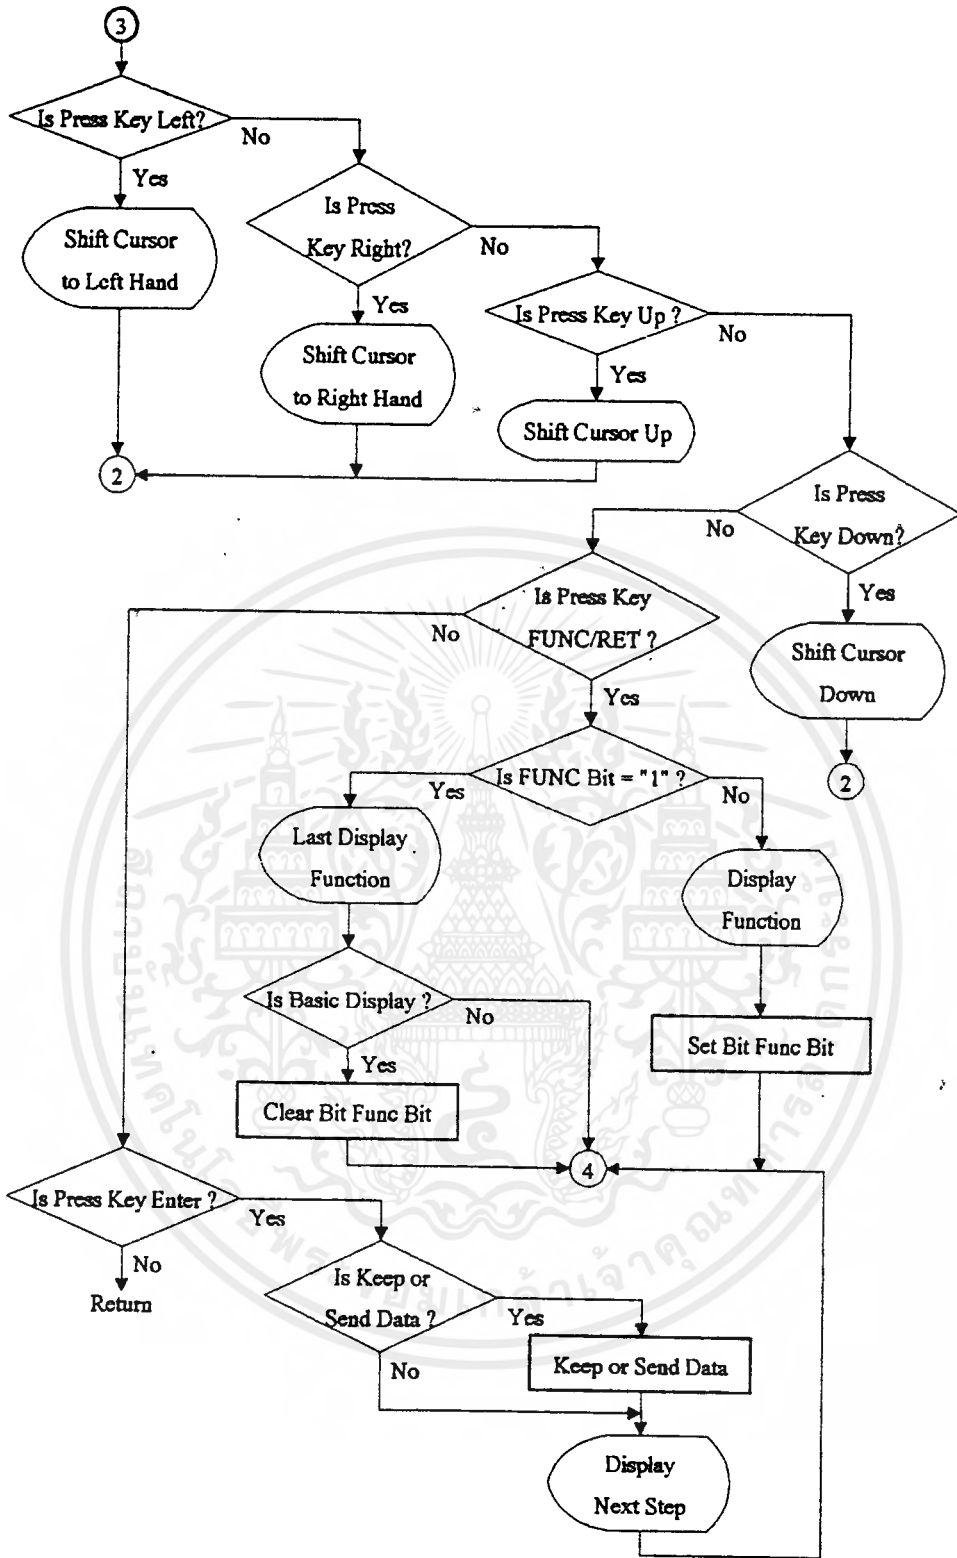 3
Is Press Key Left?
No
Yes
Shift Cursor
to Left Hand
Is Press
Key Right?
No
Yes
Shift Cursor
to Right Hand
Is Press Key Up ?
No
Yes
Shift Cursor Up
2
Is Press
Key Down?
No
Yes
Shift Cursor
Down
2
Is Press Key
FUNC/RET ?
No
Yes
Is FUNC Bit = "1" ?
Yes
No
Last Display
Function
Display
Function
Is Basic Display ?
No
Yes
Set Bit Func Bit
Clear Bit Func Bit
4
Is Press Key Enter ?
Yes
No
Return
Is Keep or
Send Data ?
Yes
No
Keep or Send Data
Display
Next Step